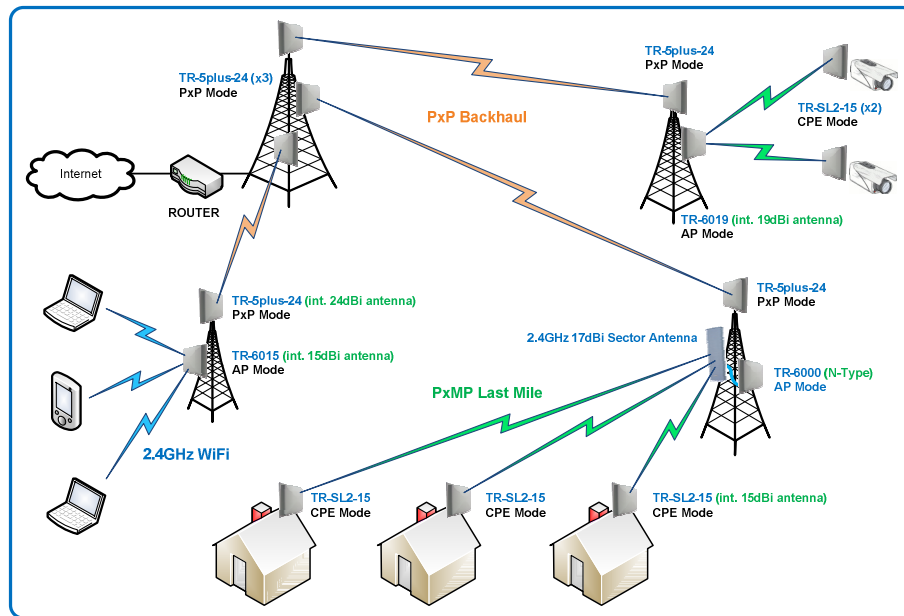 TR-5plus-24 (x3)
PxP Mode
TR-5plus-24
PxP Mode
PxP Backhaul
TR-SL2-15 (x2)
CPE Mode
Internet
ROUTER
TR-6019 (int. 19dBi antenna)
AP Mode
TR-5plus-24 (int. 24dBi antenna)
PxP Mode
TR-5plus-24
PxP Mode
2.4GHz 17dBi Sector Antenna
TR-6015 (int. 15dBi antenna)
AP Mode
TR-6000 (N-Type)
AP Mode
PxMP Last Mile
2.4GHz WiFi
TR-SL2-15
CPE Mode
TR-SL2-15
CPE Mode
TR-SL2-15 (int. 15dBi antenna)
CPE Mode